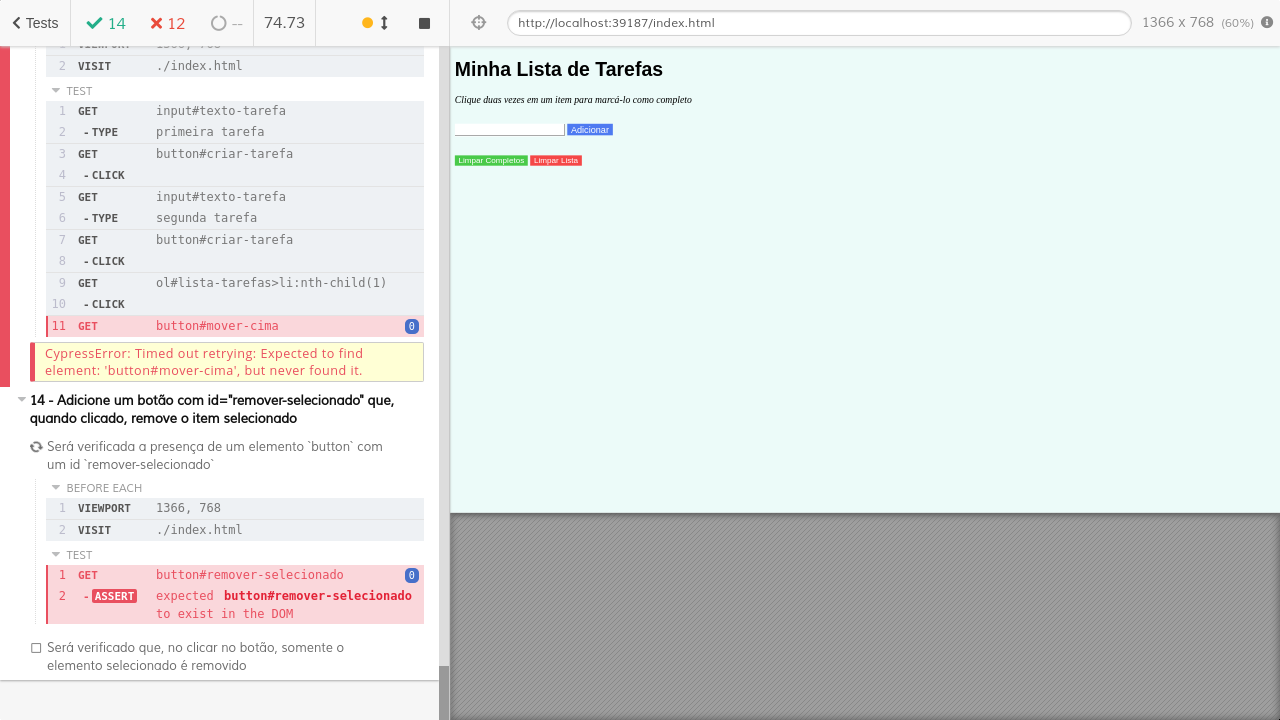 Tests 14 12 -- 74.73
http://localhost:39187/index.html 1366 x 768 (60%)
2 VISIT ./index.html
TEST
1 GET input#texto-tarefa
2 -TYPE primeira tarefa
3 GET button#criar-tarefa
4 -CLICK
5 GET input#texto-tarefa
6 -TYPE segunda tarefa
7 GET button#criar-tarefa
8 -CLICK
9 GET ol#lista-tarefas>li:nth-child(1)
10 -CLICK
11 GET button#mover-cima 0
CypressError: Timed out retrying: Expected to find
element: 'button#mover-cima', but never found it.
14 - Adicione um botão com id="remover-selecionado" que,
quando clicado, remove o item selecionado
Será verificada a presença de um elemento `button` com
um id `remover-selecionado`
BEFORE EACH
1 VIEWPORT 1366, 768
2 VISIT ./index.html
TEST
1 GET button#remover-selecionado 0
2 -ASSERT expected button#remover-selecionado
to exist in the DOM
Será verificado que, no clicar no botão, somente o
elemento selecionado é removido
Minha Lista de Tarefas
Clique duas vezes em um item para marcá-lo como completo
Adicionar
Limpar Completos Limpar Lista